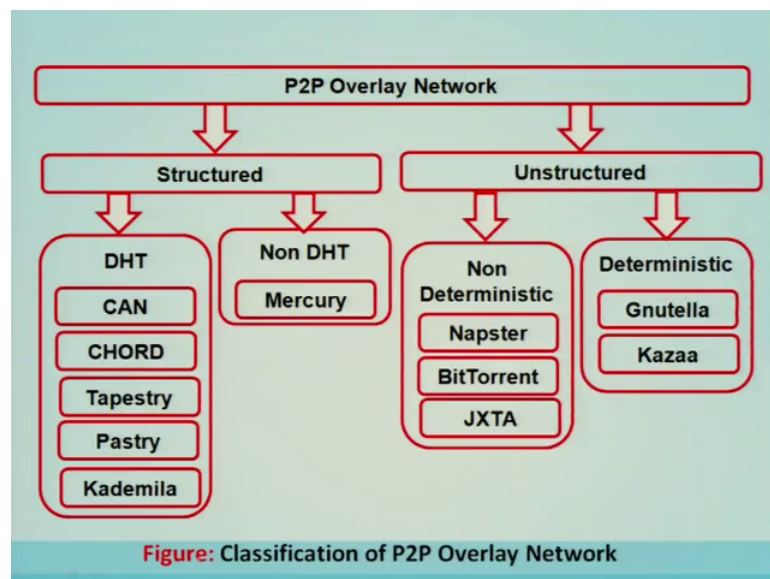 P2P Overlay Network
Structured
Unstructured
DHT
CAN
CHORD
Tapestry
Pastry
Kademila
Non DHT
Mercury
Non
Deterministic
Napster
BitTorrent
JXTA
Deterministic
Gnutella
Kazaa
Figure: Classification of P2P Overlay Network